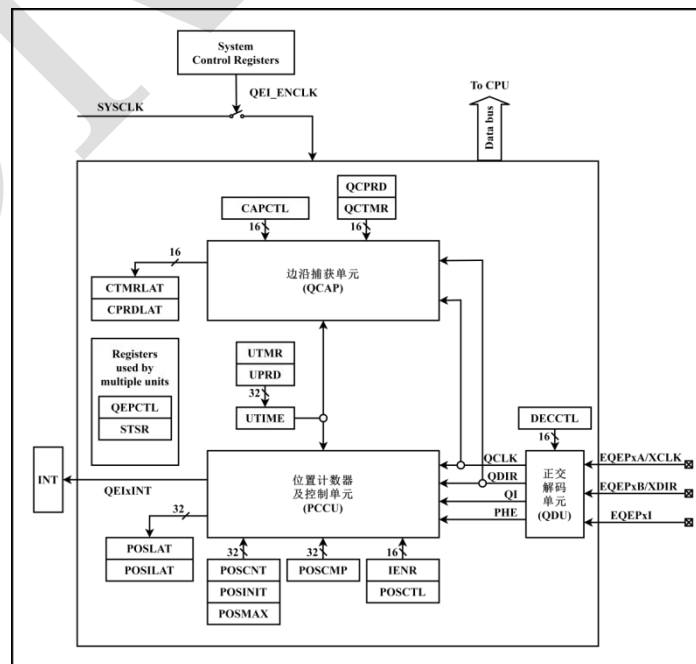 System
Control Registers
QEI_ENCLK
SYSCLK
To CPU
Data bus
QCPRD
CAPCTL
QCTMR
16
16
16
边沿捕获单元
(QCAP)
CTMRLAT
CPRDLAT
Registers
used by
multiple units
QEPCTL
STSR
UTMR
UPRD
32
UTIME
DECCTL
16
QCLK
EQEPxA/XCLK
INT
QEIxINT
位置计数器
及控制单元
(PCCU)
QDIR
QI
PHE
正交
解码
单元
(QDU)
EQEPxB/XDIR
EQEPxI
32
POSLAT
POSILAT
32
32
16
POSCNT
POSINIT
POSMAX
POSCMP
IENR
POSCTL